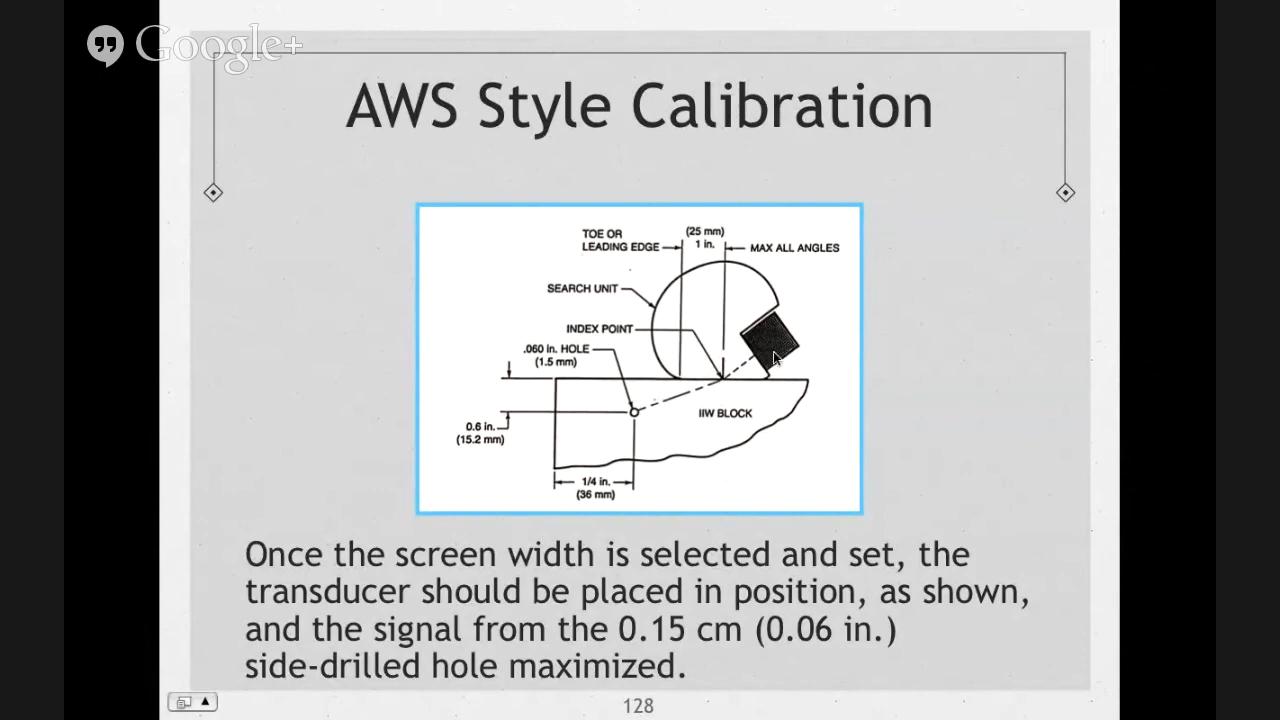 Google+
AWS Style Calibration
TOE OR
LEADING EDGE
(25 mm)
1 in.
MAX ALL ANGLES
SEARCH UNIT
INDEX POINT
.060 in. HOLE
(1.5 mm)
IIW BLOCK
0.6 in.
(15.2 mm)
1/4 in.
(36 mm)
Once the screen width is selected and set, the
transducer should be placed in position, as shown,
and the signal from the 0.15 cm (0.06 in.)
side-drilled hole maximized.
128